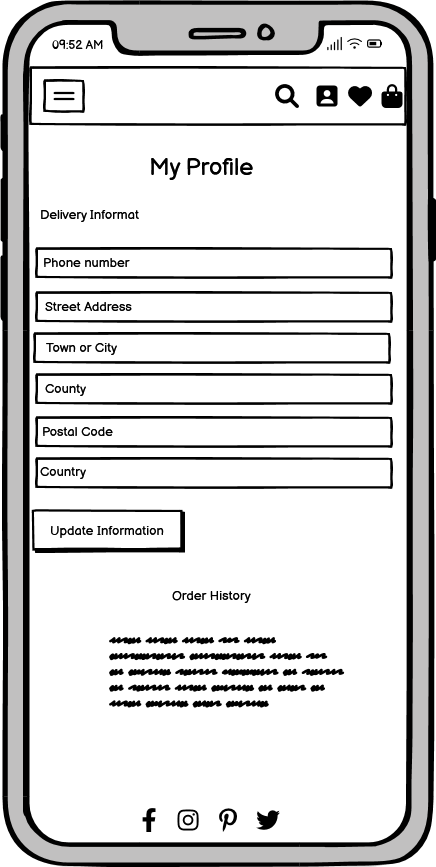 09:52 AM
My Profile
Delivery Informat
Phone number
Street Address
Town or City
County
Postal Code
Country
Update Information
Order History